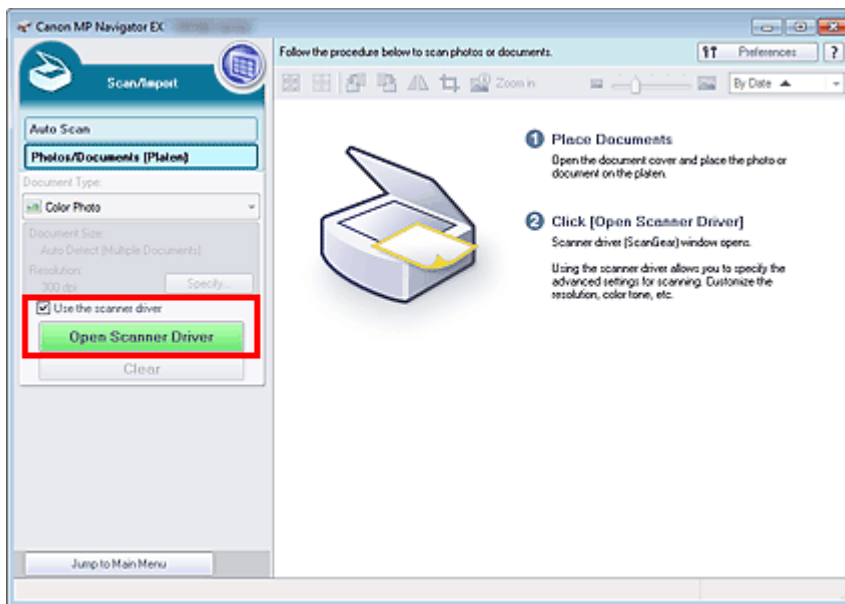 Canon MP Navigator EX
Scan/Import
Auto Scan
Photos/Documents (Platen)
Document Type:
Color Photo
Document Size:
Auto Detect (Multiple Documents)
Resolution:
300 dpi
Specify...
Use the scanner driver
Open Scanner Driver
Clear
Jump to Main Menu
Follow the procedure below to scan photos or documents.
Preferences
?
Zoom in
By Date
1 Place Documents
Open the document cover and place the photo or
document on the platen.
2 Click [Open Scanner Driver]
Scanner driver (ScanGear) window opens.
Using the scanner driver allows you to specify the
advanced settings for scanning. Customize the
resolution, color tone, etc.